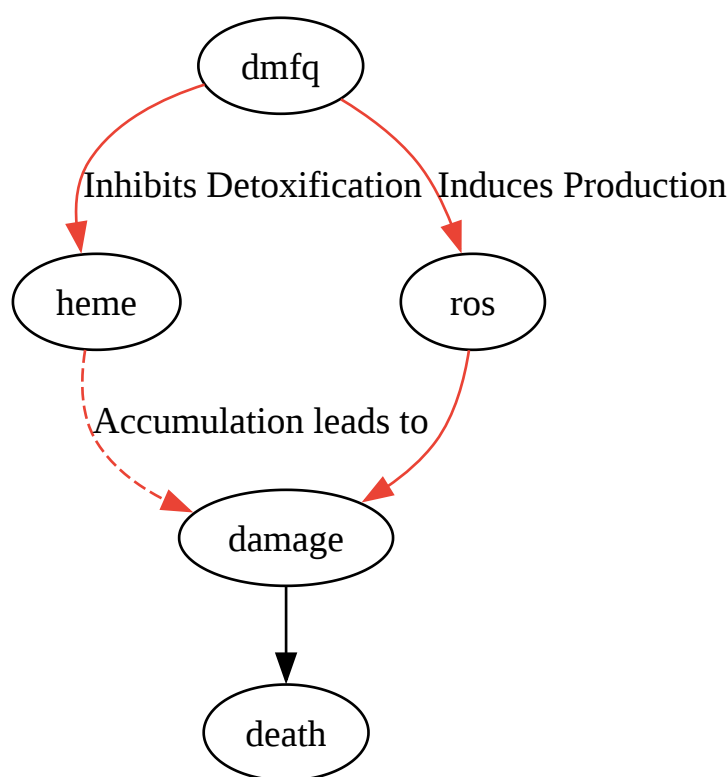 dmfq
Inhibits Detoxification
Induces Production
heme
ros
Accumulation leads to
damage
death